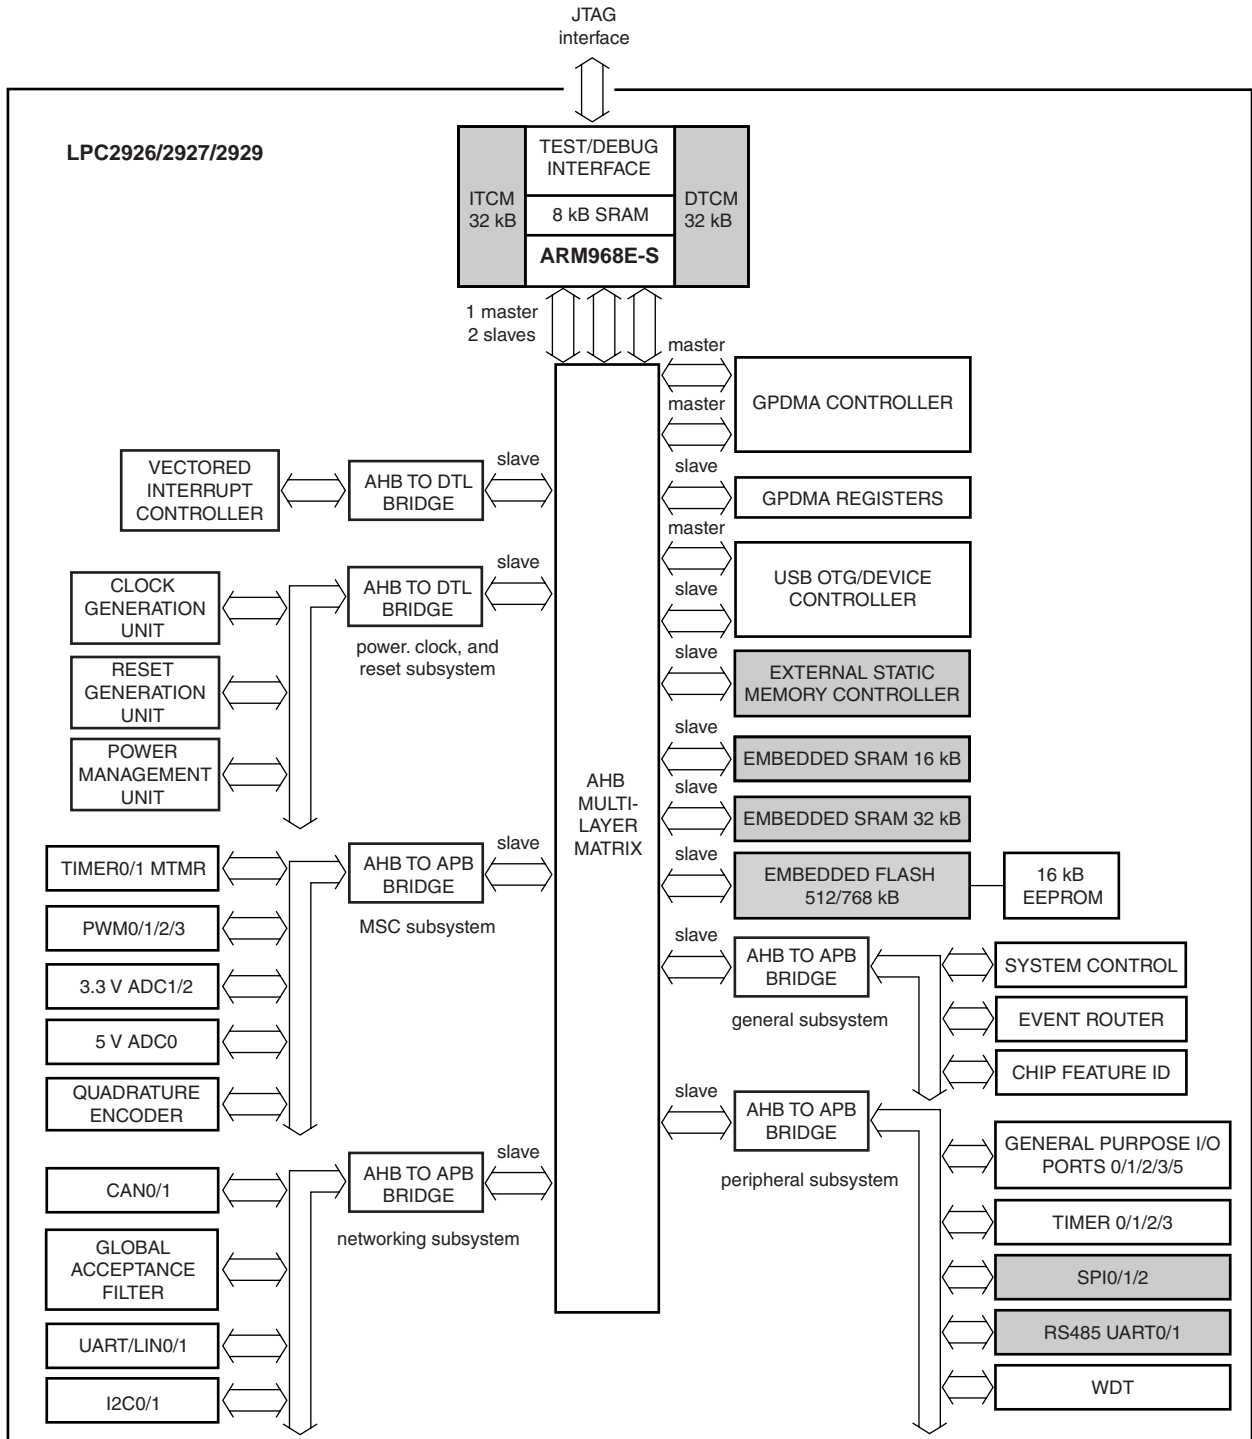 JTAG
interface
LPC2926/2927/2929
ITCM
32 kB
TEST/DEBUG
INTERFACE
8 kB SRAM
ARM968E-S
DTCM
32 kB
1 master
2 slaves
master
GPDMA CONTROLLER
master
VECTORED
INTERRUPT
CONTROLLER
AHB TO DTL
BRIDGE
slave
slave
GPDMA REGISTERS
master
USB OTG/DEVICE
CONTROLLER
slave
CLOCK
GENERATION
UNIT
AHB TO DTL
BRIDGE
slave
power. clock, and
reset subsystem
RESET
GENERATION
UNIT
POWER
MANAGEMENT
UNIT
slave
EXTERNAL STATIC
MEMORY CONTROLLER
slave
EMBEDDED SRAM 16 kB
AHB
MULTI-
LAYER
MATRIX
slave
EMBEDDED SRAM 32 kB
slave
EMBEDDED FLASH
512/768 kB
16 kB
EEPROM
TIMER0/1 MTMR
AHB TO APB
BRIDGE
slave
MSC subsystem
PWM0/1/2/3
3.3 V ADC1/2
5 V ADC0
QUADRATURE
ENCODER
slave
AHB TO APB
BRIDGE
general subsystem
SYSTEM CONTROL
EVENT ROUTER
CHIP FEATURE ID
slave
AHB TO APB
BRIDGE
peripheral subsystem
GENERAL PURPOSE I/O
PORTS 0/1/2/3/5
TIMER 0/1/2/3
SPI0/1/2
RS485 UART0/1
WDT
CAN0/1
AHB TO APB
BRIDGE
slave
networking subsystem
GLOBAL
ACCEPTANCE
FILTER
UART/LIN0/1
I2C0/1